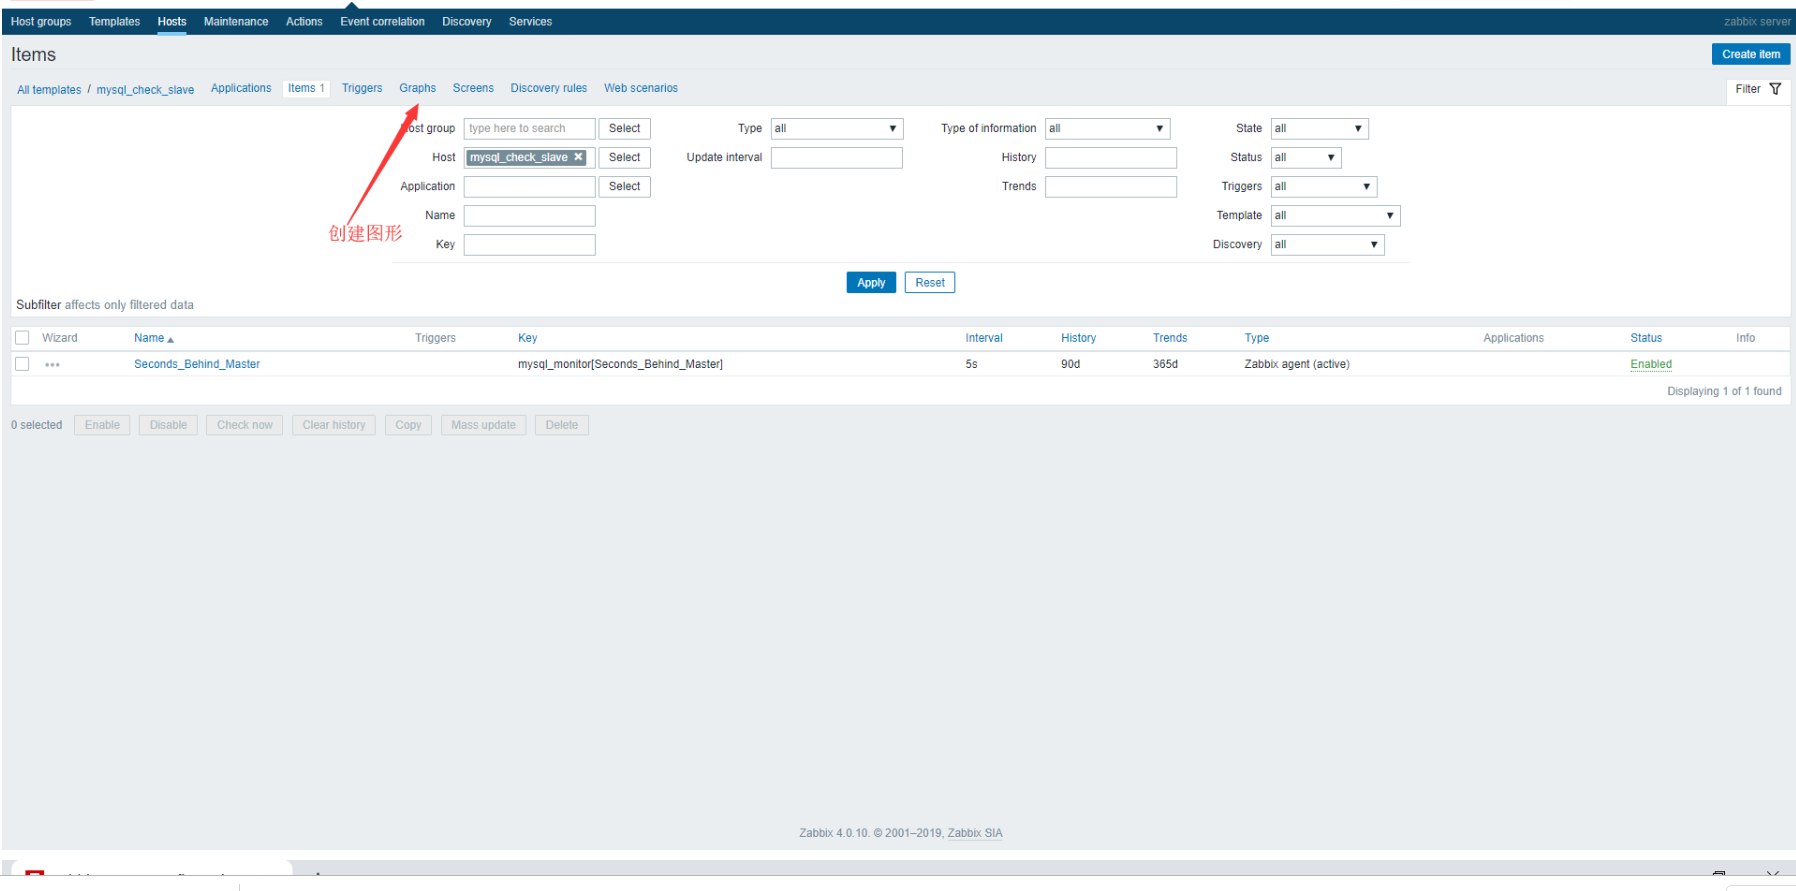 Host groups Templates Hosts Maintenance Actions Event correlation Discovery Services zabbix server
Items Create item
All templates / mysql_check_slave Applications Items 1 Triggers Graphs Screens Discovery rules Web scenarios Filter
Host group type here to search Select Type all Type of information all State all
Host mysql_check_slave Select Update interval History Status all
Application Select Trends Triggers all
Name Template all
创建图形
Key Discovery all
Apply Reset
Subfilter affects only filtered data
Wizard Name Triggers Key Interval History Trends Type Applications Status Info
Seconds_Behind_Master mysql_monitor[Seconds_Behind_Master] 5s 90d 365d Zabbix agent (active) Enabled
Displaying 1 of 1 found
0 selected Enable Disable Check now Clear history Copy Mass update Delete
Zabbix 4.0.10. © 2001–2019, Zabbix SIA